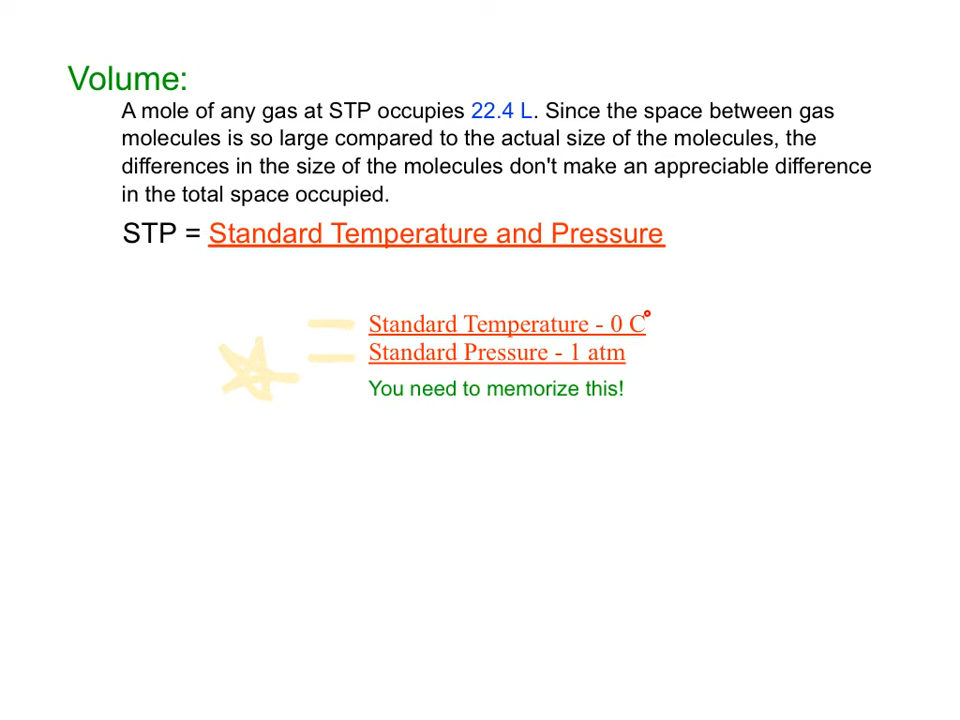 Volume:
A mole of any gas at STP occupies 22.4 L. Since the space between gas
molecules is so large compared to the actual size of the molecules, the
differences in the size of the molecules don't make an appreciable difference
in the total space occupied.
STP = Standard Temperature and Pressure
= Standard Temperature - 0 C°
= Standard Pressure - 1 atm
You need to memorize this!